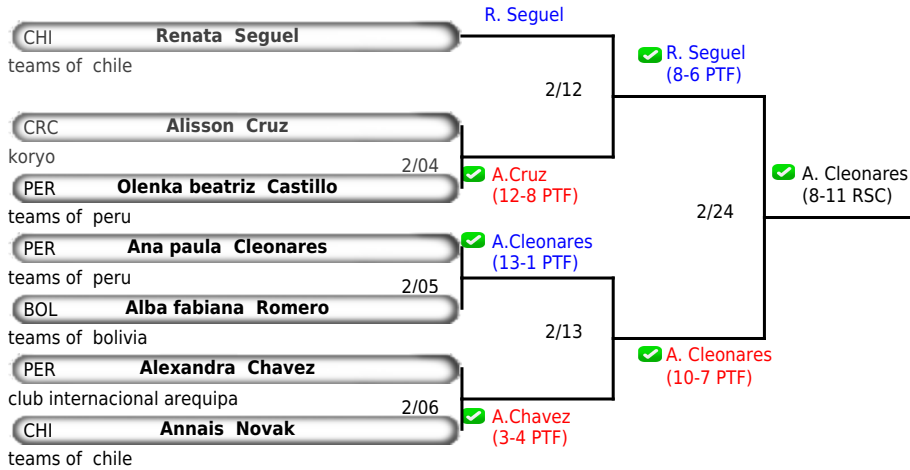 R. Seguel
CHI Renata Seguel
teams of chile
R. Seguel
(8-6 PTF)
2/12
CRC Alisson Cruz
koryo
2/04
A.Cruz
(12-8 PTF)
PER Olenka beatriz Castillo
teams of peru
A. Cleonares
(8-11 RSC)
2/24
PER Ana paula Cleonares
teams of peru
A.Cleonares
(13-1 PTF)
2/05
BOL Alba fabiana Romero
teams of bolivia
2/13
A. Cleonares
(10-7 PTF)
PER Alexandra Chavez
club internacional arequipa
2/06
A.Chavez
(3-4 PTF)
CHI Annais Novak
teams of chile